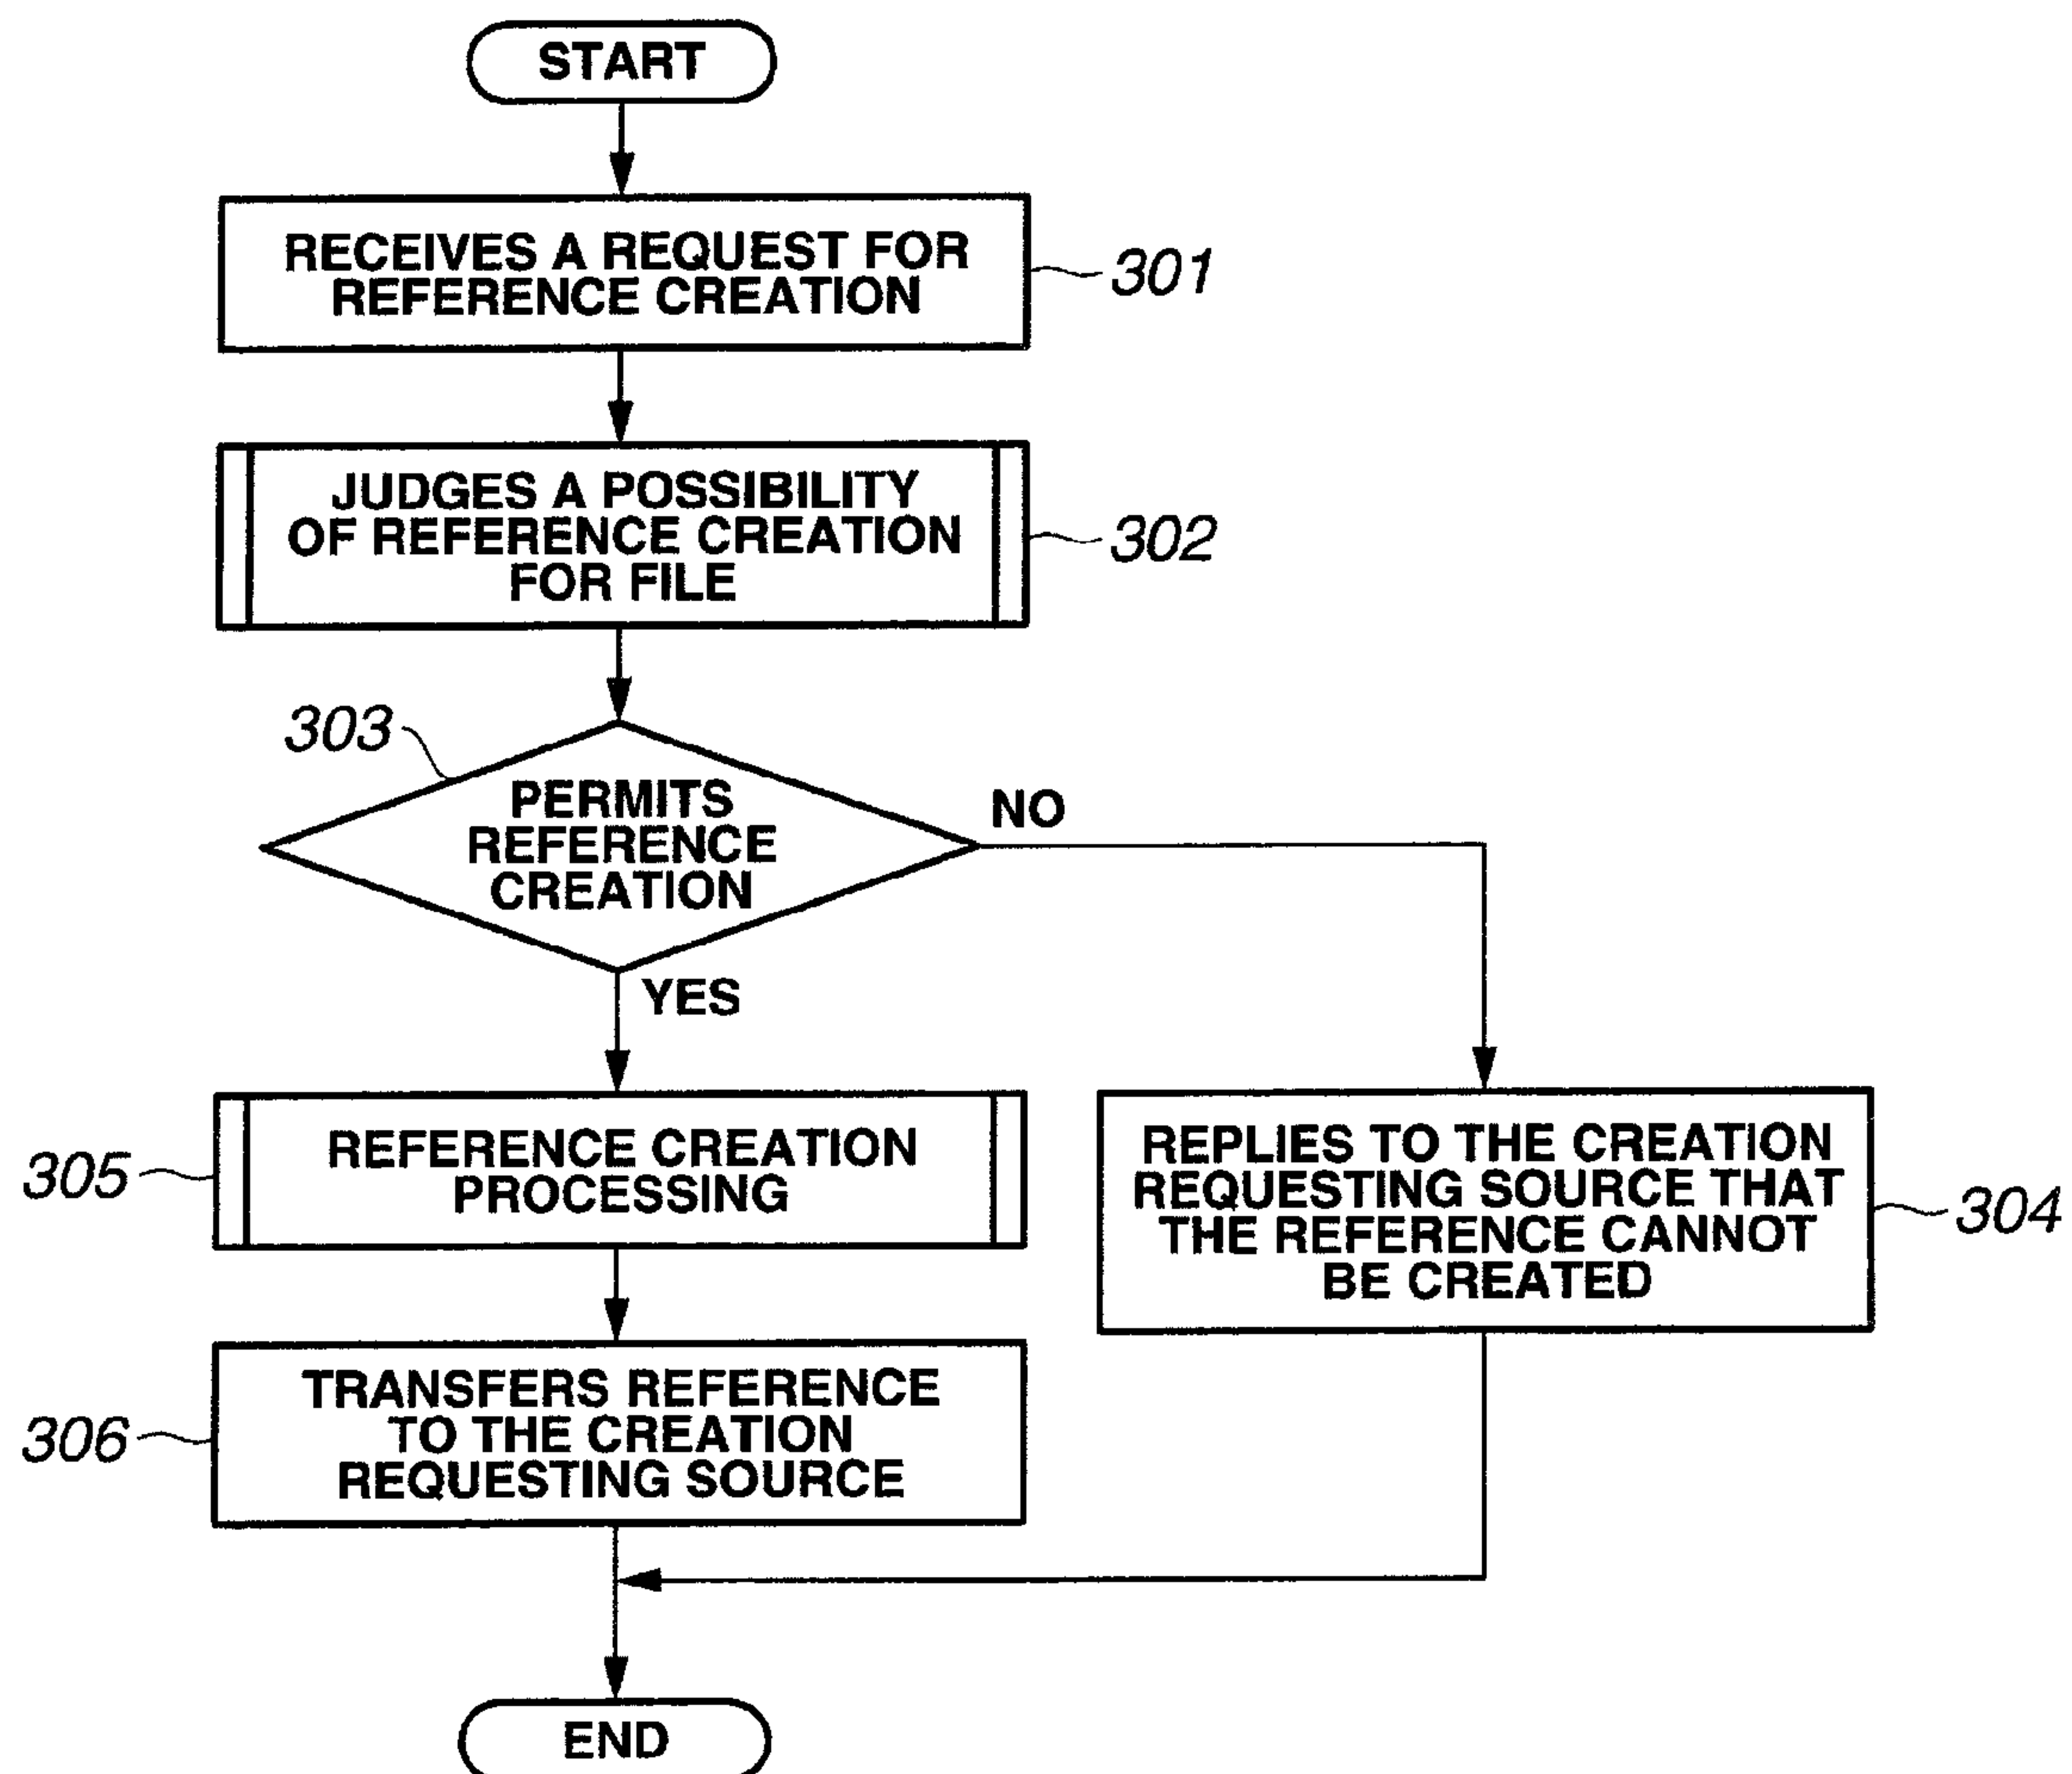 START
RECEIVES A REQUEST FOR
REFERENCE CREATION
301
JUDGES A POSSIBILITY
OF REFERENCE CREATION
FOR FILE
302
303
PERMITS
REFERENCE
CREATION
NO
YES
305
REFERENCE CREATION
PROCESSING
REPLIES TO THE CREATION
REQUESTING SOURCE THAT
THE REFERENCE CANNOT
BE CREATED
304
306
TRANSFERS REFERENCE
TO THE CREATION
REQUESTING SOURCE
END